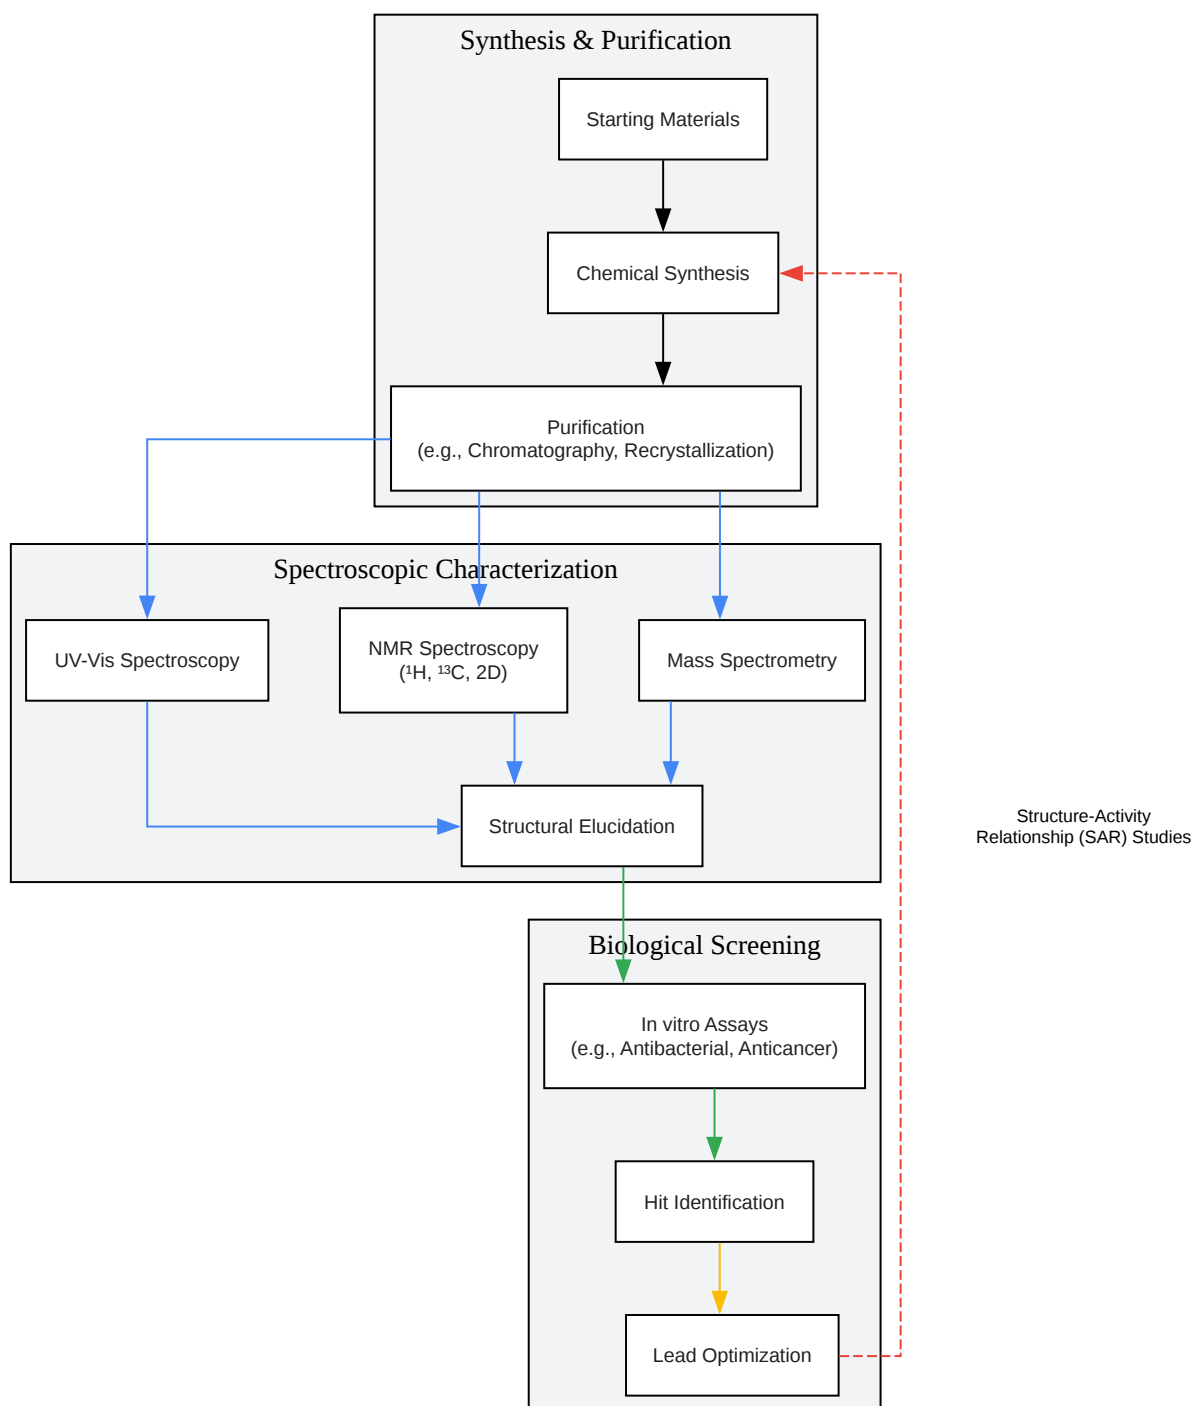 Synthesis & Purification
Starting Materials
Chemical Synthesis
Purification
(e.g., Chromatography, Recrystallization)
Spectroscopic Characterization
UV-Vis Spectroscopy
NMR Spectroscopy
(¹H, ¹³C, 2D)
Mass Spectrometry
Structural Elucidation
Structure-Activity
Relationship (SAR) Studies
Biological Screening
In vitro Assays
(e.g., Antibacterial, Anticancer)
Hit Identification
Lead Optimization